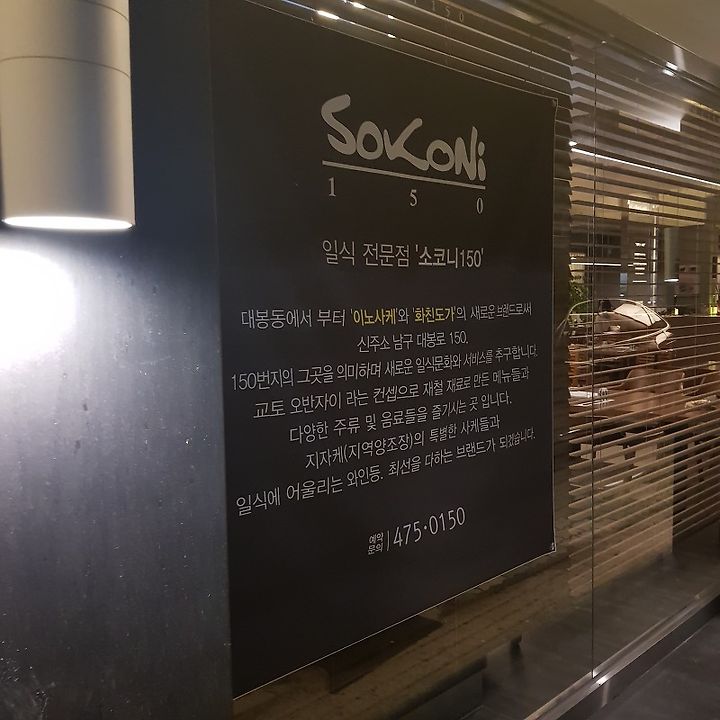 SOKONi
1 5 0
일식 전문점 '소코니150'
대봉동에서 부터 '이노사케'와 '화친도가'의 새로운 브랜드로써
신주소 남구 대봉로 150.
150번지의 그곳을 의미하며 새로운 일식문화와 서비스를 추구합니다.
교토 오반자이 라는 컨셉으로 재철 재료로 만든 메뉴들과
다양한 주류 및 음료들을 즐기시는 곳 입니다.
지자케(지역양조장)의 특별한 사케들과
일식에 어울리는 와인등. 최선을 다하는 브랜드가 되겠습니다.
예약
문의 | 475·0150